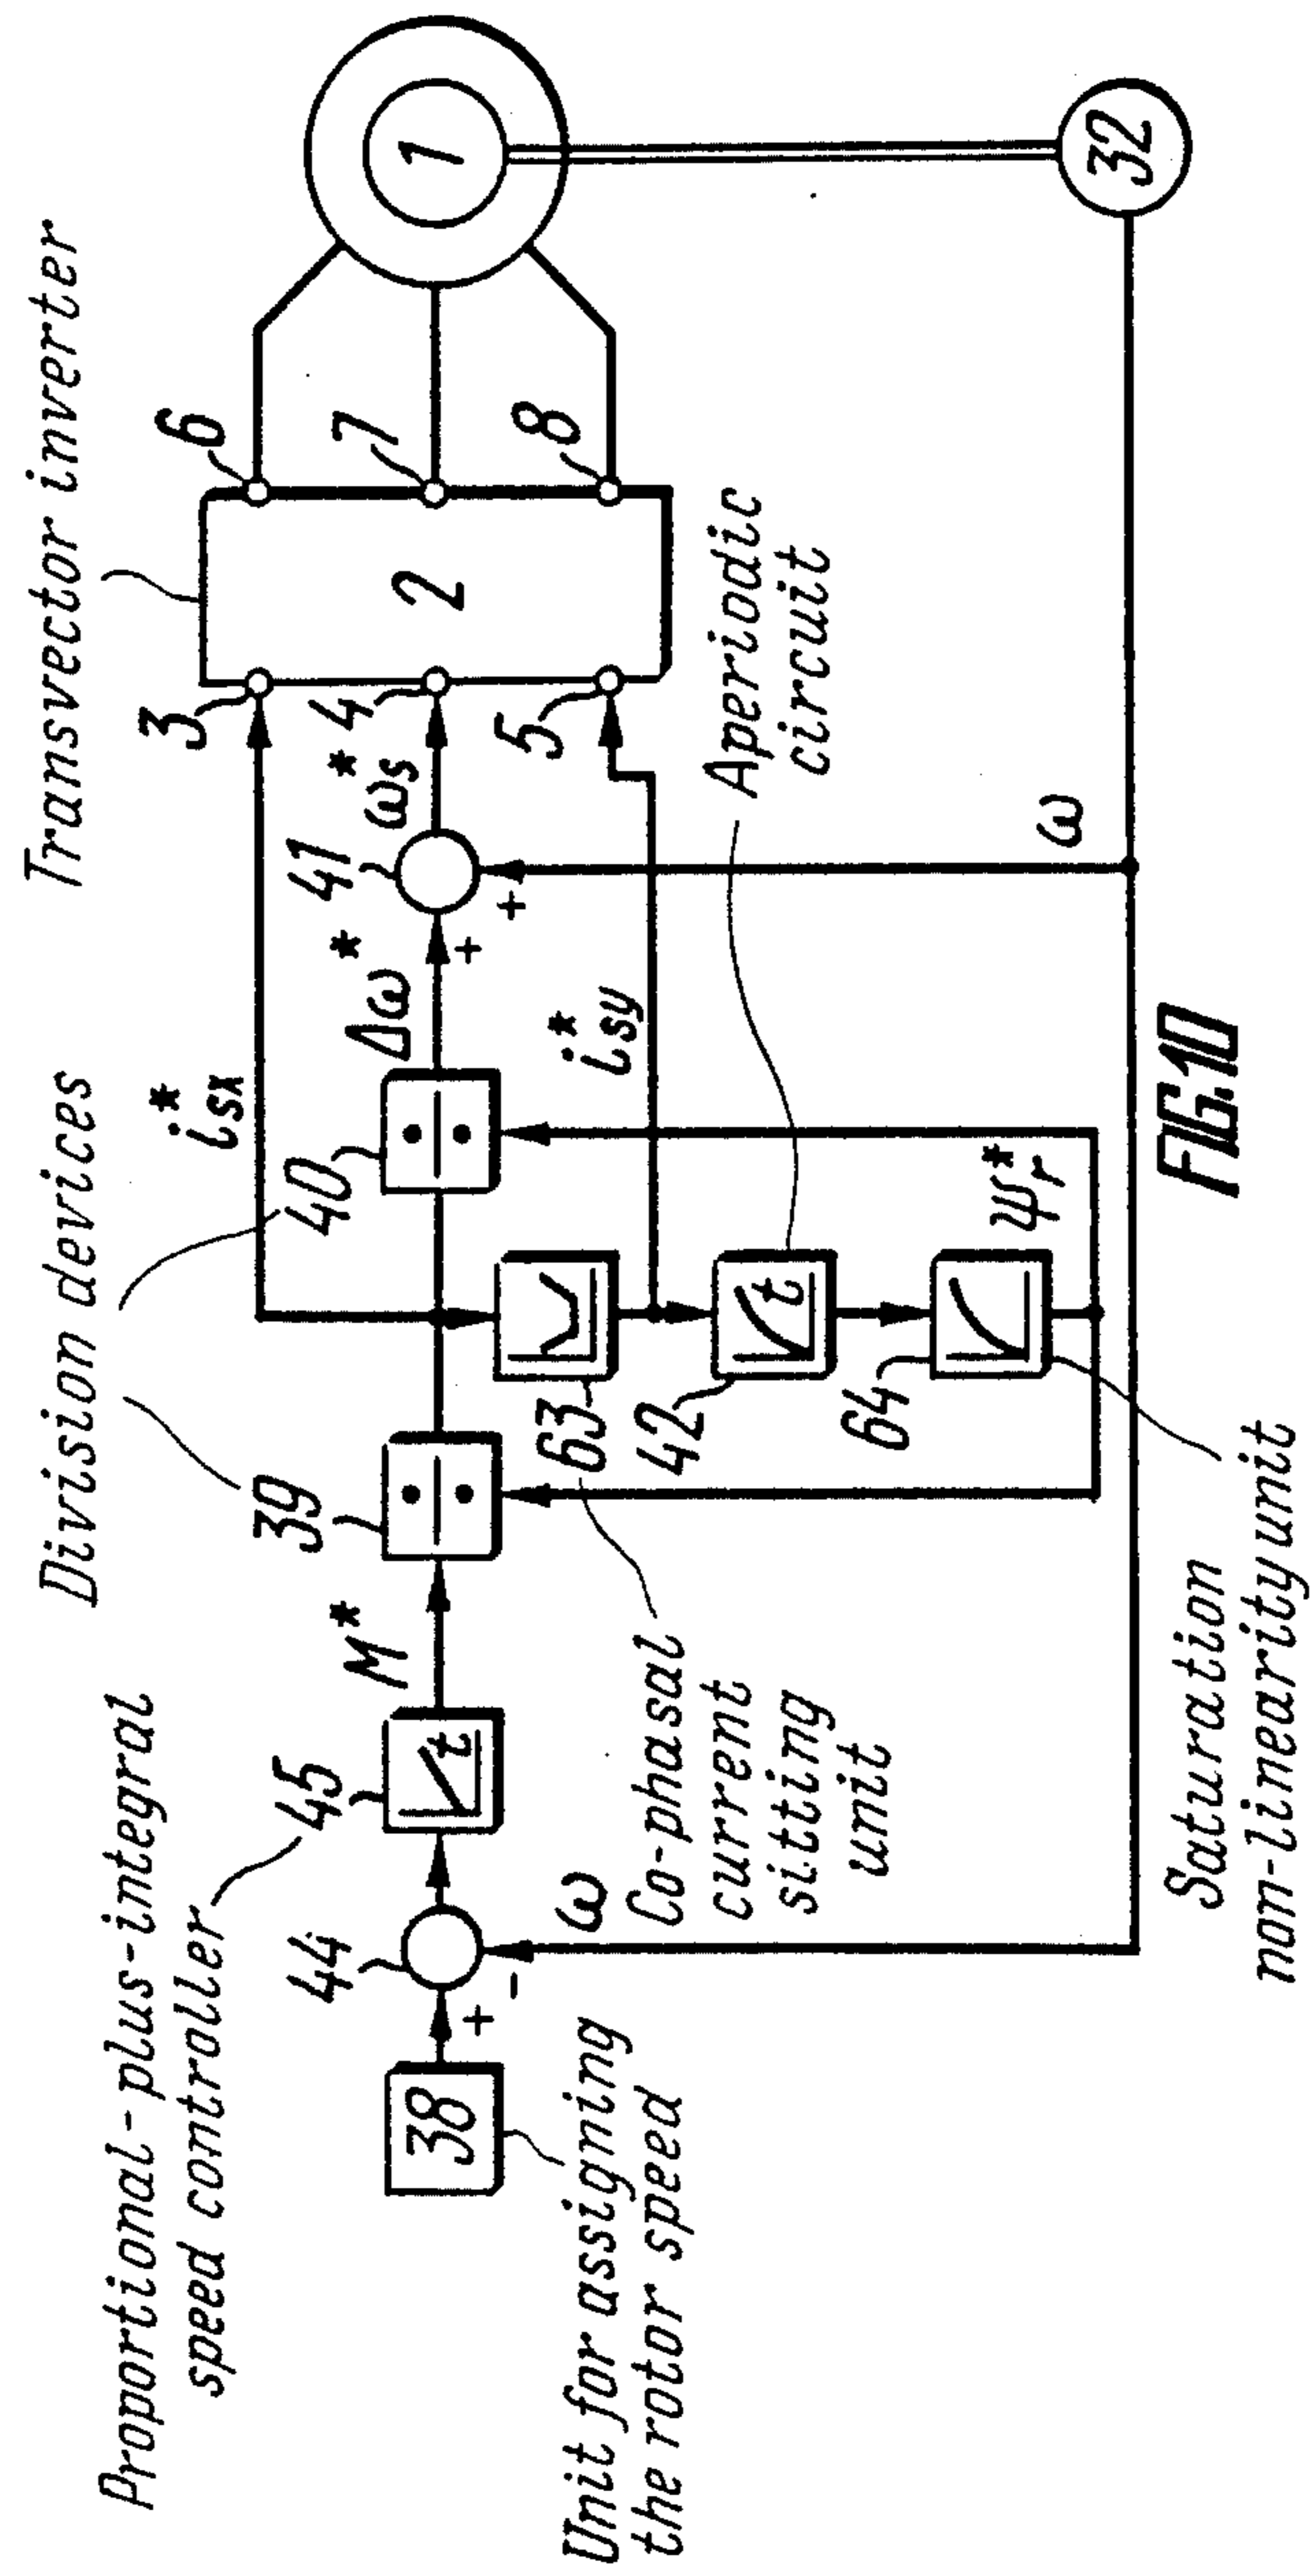 Transvector inverter
Division devices
Proportional-plus-integral
speed controller
Unit for assigning
the rotor speed
38
+
-
44
ω
45
M*
39
i*sx
40
Δω*
+
+
41
ω*s
3
4
5
2
6
7
8
1
32
63
Co-phasal
current
sitting
unit
i*sy
42
t
t
Aperiodic
circuit
64
ψ*r
Saturation
non-linearity unit
ω
FIG.10